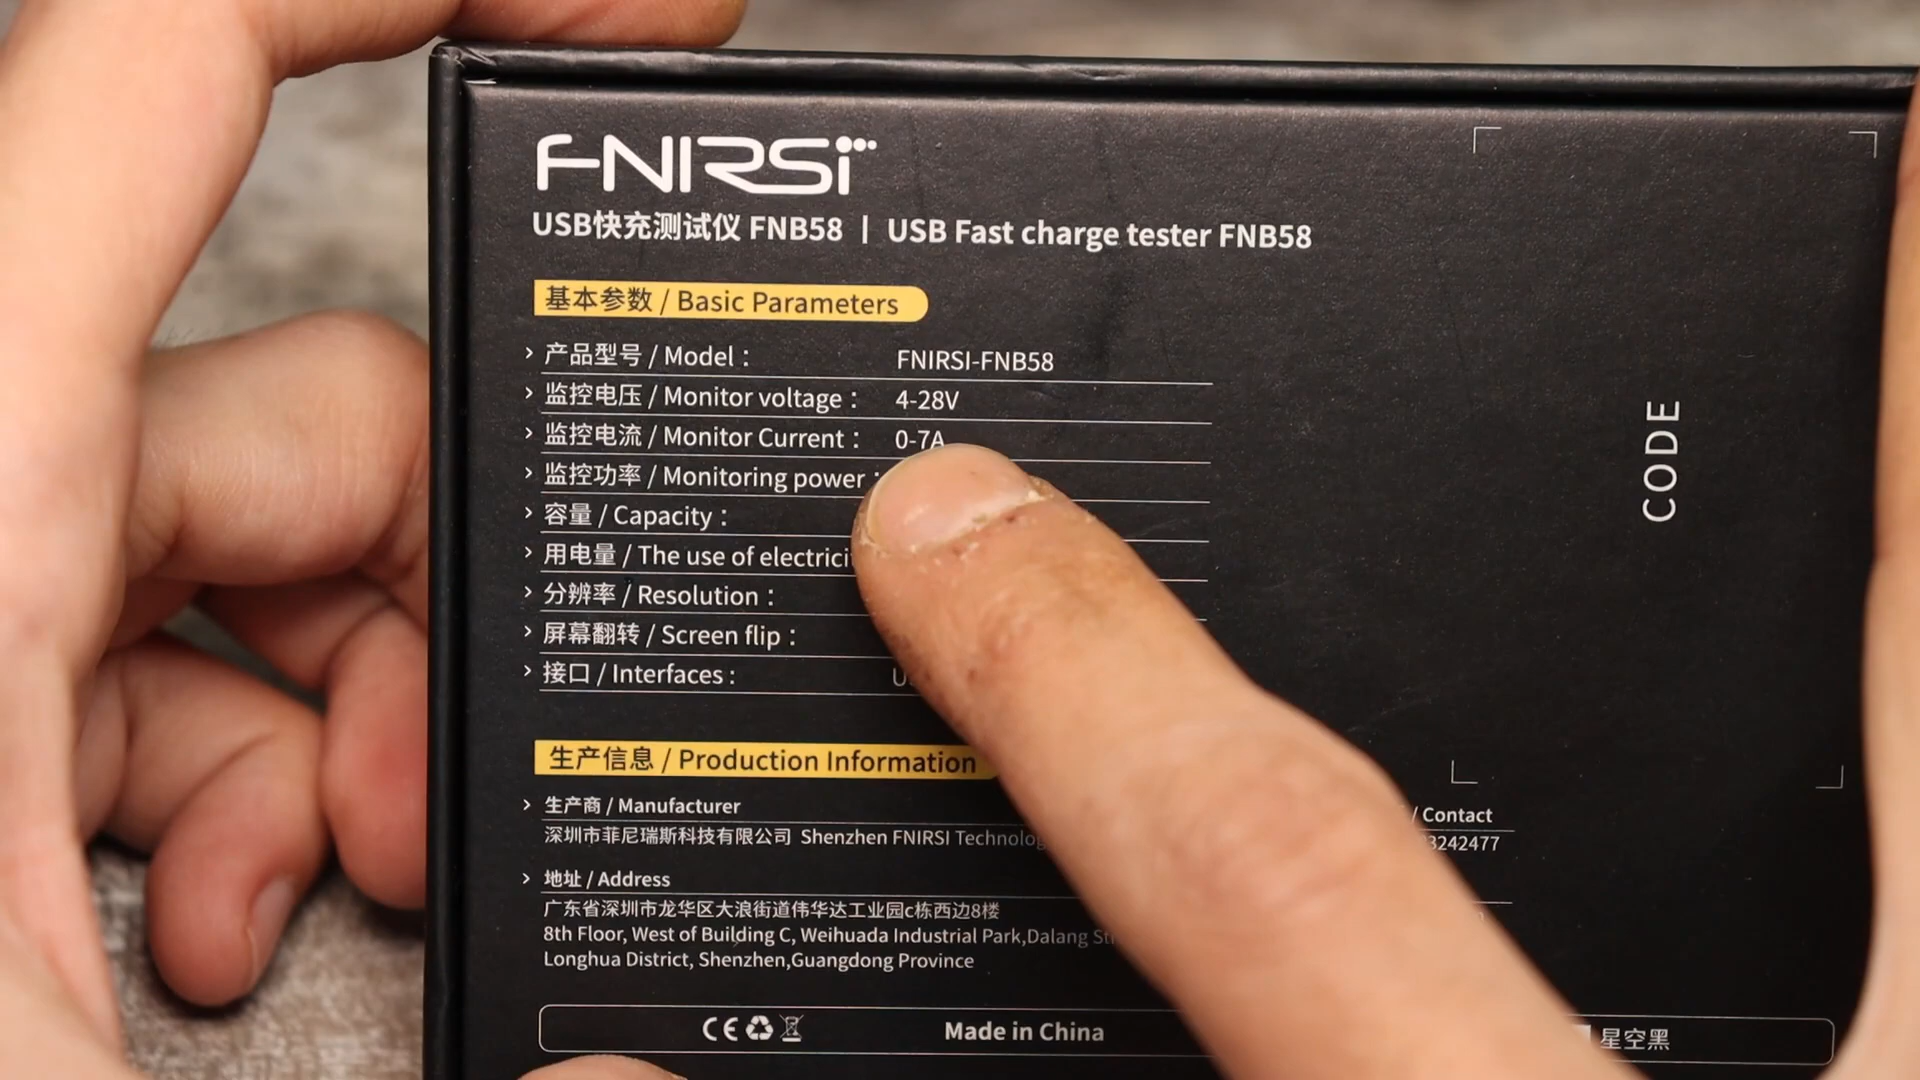 FNIRSI
USB快充测试仪 FNB58 | USB Fast charge tester FNB58
基本参数 / Basic Parameters
› 产品型号 / Model : FNIRSI-FNB58
› 监控电压 / Monitor voltage : 4-28V
› 监控电流 / Monitor Current : 0-7A
› 监控功率 / Monitoring power :
› 容量 / Capacity :
› 用电量 / The use of
› 分辨率 / Resolution :
› 屏幕翻转 / Screen flip :
› 接口 / Interfaces :
CODE
生产信息 / Production Information
› 生产商 / Manufacturer
/ Contact
深圳市菲尼瑞斯科技有限公司 Shenzhen FNIRSI
3242477
› 地址 / Address
广东省深圳市龙华区大浪街道伟华达工业园c栋西边8楼
8th Floor, West of Building C, Weihuada Industrial Park,Dalang
Longhua District, Shenzhen,Guangdong Province
CE Made in China
星空黑